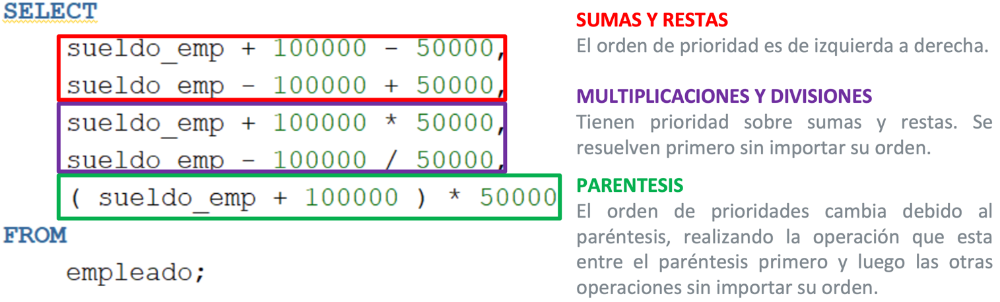 SELECT
sueldo_emp + 100000 - 50000,
sueldo_emp - 100000 + 50000,
sueldo_emp + 100000 * 50000,
sueldo_emp - 100000 / 50000,
( sueldo_emp + 100000 ) * 50000
FROM
empleado;
SUMAS Y RESTAS
El orden de prioridad es de izquierda a derecha.
MULTIPLICACIONES Y DIVISIONES
Tienen prioridad sobre sumas y restas. Se
resuelven primero sin importar su orden.
PARENTESIS
El orden de prioridades cambia debido al
paréntesis, realizando la operación que esta
entre el paréntesis primero y luego las otras
operaciones sin importar su orden.